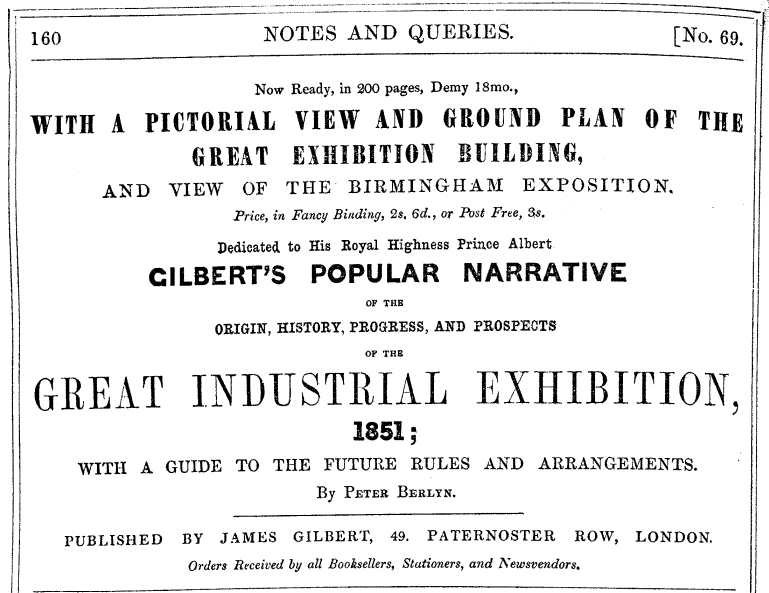 160 NOTES AND QUERIES. [No. 69.
Now Ready, in 200 pages, Demy 18mo.,
WITH A PICTORIAL VIEW AND GROUND PLAN OF THE
GREAT EXHIBITION BUILDING,
AND VIEW OF THE BIRMINGHAM EXPOSITION.
Price, in Fancy Binding, 2s. 6d., or Post Free, 3s.
Dedicated to His Royal Highness Prince Albert
GILBERT'S POPULAR NARRATIVE
OF THE
ORIGIN, HISTORY, PROGRESS, AND PROSPECTS
OF THE
GREAT INDUSTRIAL EXHIBITION,
1851;
WITH A GUIDE TO THE FUTURE RULES AND ARRANGEMENTS.
By PETER BERLYN.
PUBLISHED BY JAMES GILBERT, 49. PATERNOSTER ROW, LONDON.
Orders Received by all Booksellers, Stationers, and Newsvendors.